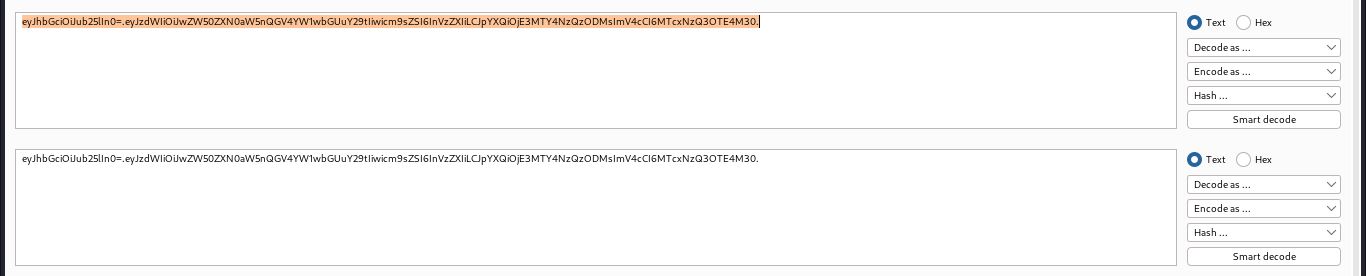 eyJhbGciOiJub25lIn0=.eyJzdWIiOiJwZW50ZXN0aW5nQGV4YW1wbGUuY29tIiwicm9sZSI6InVzZXIiLCJpYXQiOjE3MTY4NzQzODMsImV4cCI6MTcxNzQ3OTE4M30.
Text Hex
Decode as ...
Encode as ...
Hash ...
Smart decode
eyJhbGciOiJub25lIn0=.eyJzdWIiOiJwZW50ZXN0aW5nQGV4YW1wbGUuY29tIiwicm9sZSI6InVzZXIiLCJpYXQiOjE3MTY4NzQzODMsImV4cCI6MTcxNzQ3OTE4M30.
Text Hex
Decode as ...
Encode as ...
Hash ...
Smart decode